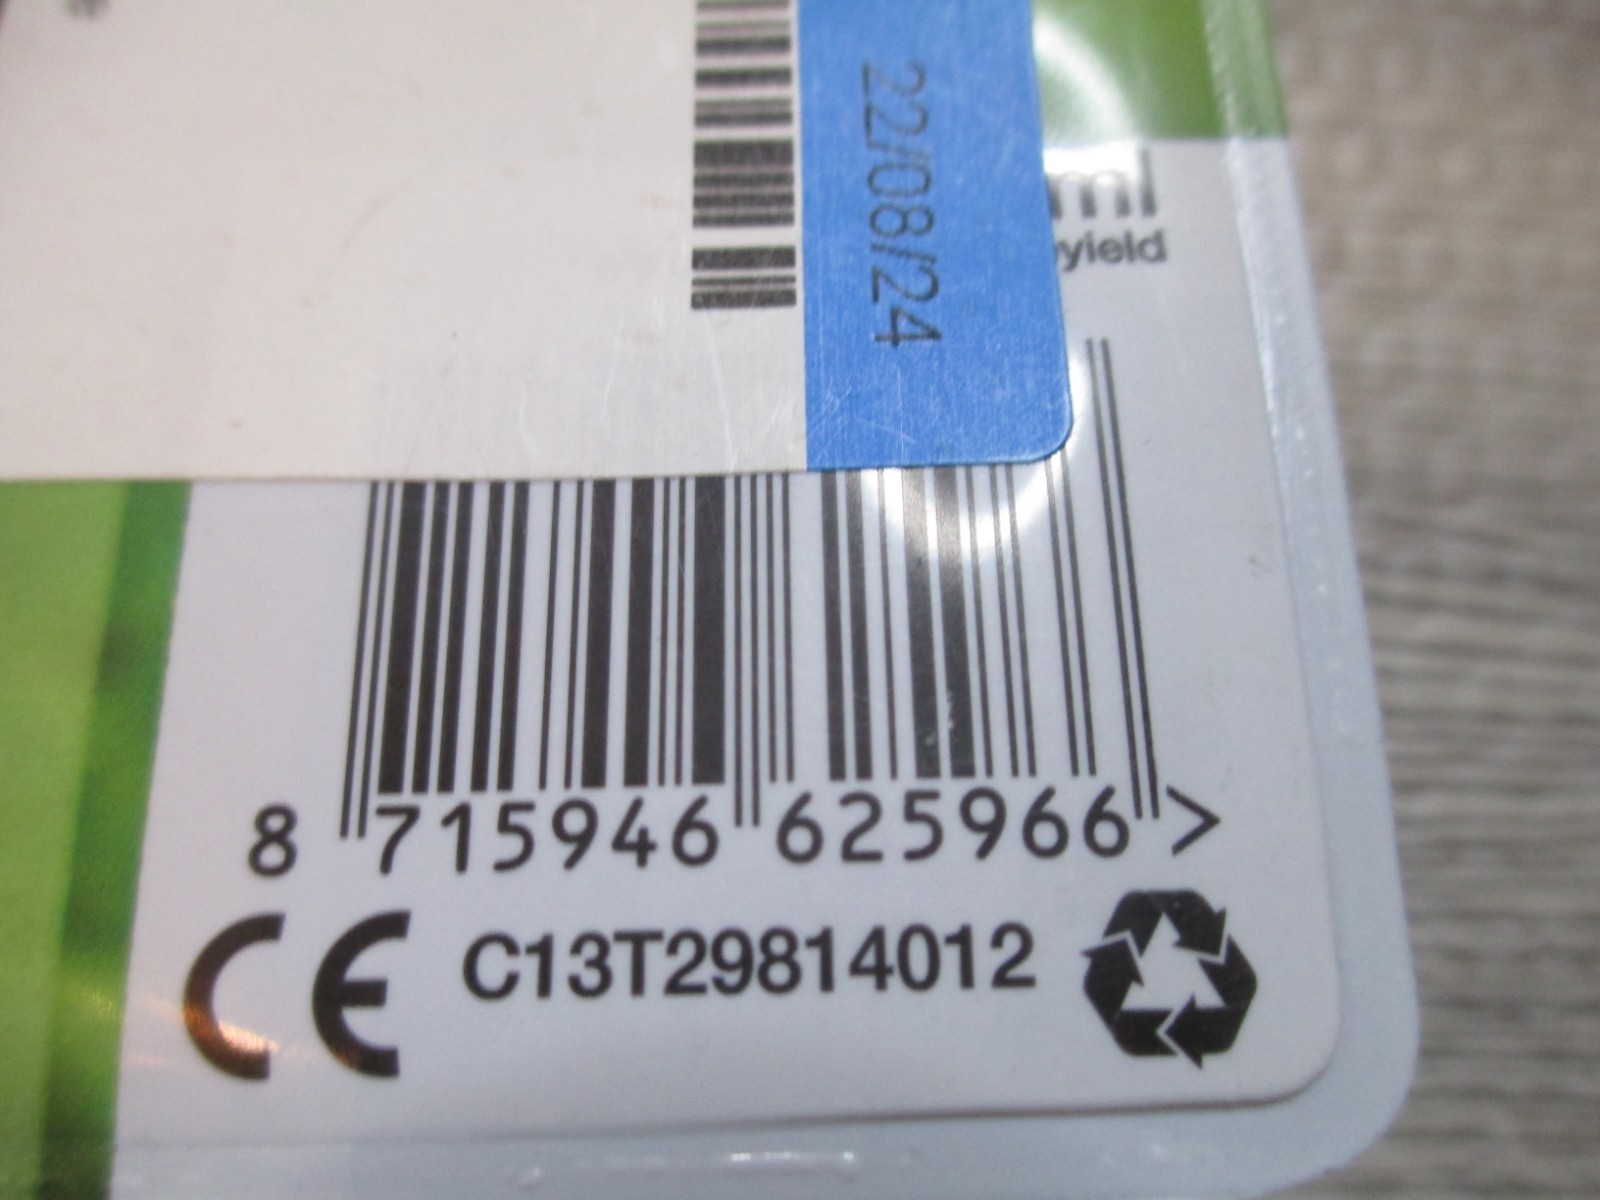 22/08/24
ml
yield
8 715946 625966 >
CE C13T29814012